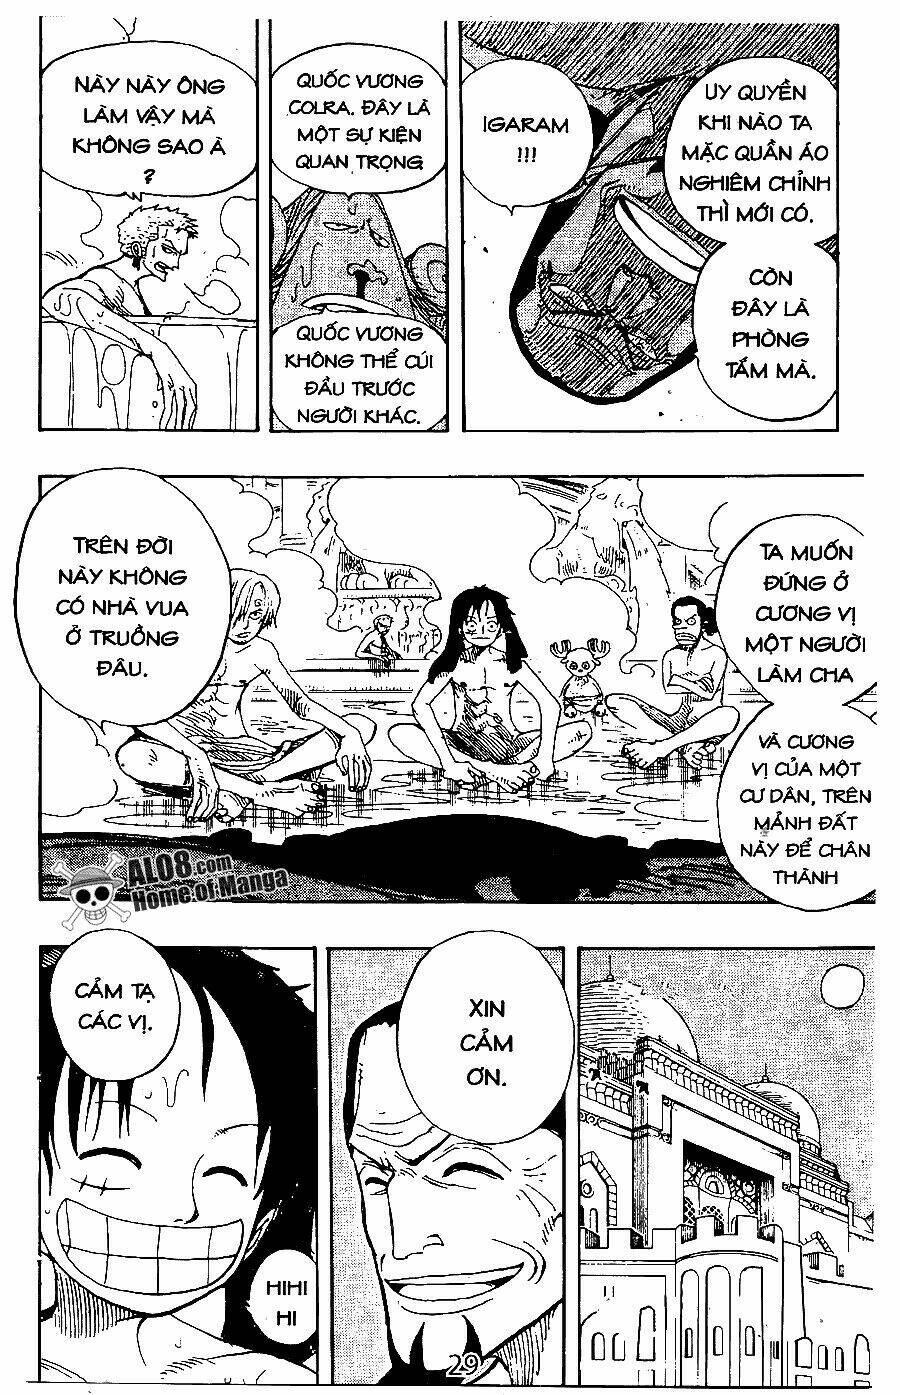 NÀY NÀY ÔNG
LÀM VẬY MÀ
KHÔNG SAO À
?
QUỐC VƯƠNG
COLRA. ĐÂY LÀ
MỘT SỰ KIỆN
QUAN TRỌNG
QUỐC VƯƠNG
KHÔNG THỂ CÚI
ĐẦU TRƯỚC
NGƯỜI KHÁC.
IGARAM
!!!
UY QUYỀN
KHI NÀO TA
MẶC QUẦN ÁO
NGHIÊM CHỈNH
THÌ MỚI CÓ.
CÒN
ĐÂY LÀ
PHÒNG
TẮM MÀ.
TRÊN ĐỜI
NÀY KHÔNG
CÓ NHÀ VUA
Ở TRUỒNG
ĐÂU.
TA MUỐN
ĐỨNG Ở
CƯƠNG VỊ
MỘT NGƯỜI
LÀM CHA
VÀ CƯƠNG
VỊ CỦA MỘT
CƯ DÂN, TRÊN
MẢNH ĐẤT
NÀY ĐỂ CHÂN
THÀNH
AL08.com
Home of Manga
CẢM TẠ
CÁC VỊ.
HIHI
HI
XIN
CẢM
ƠN.
29